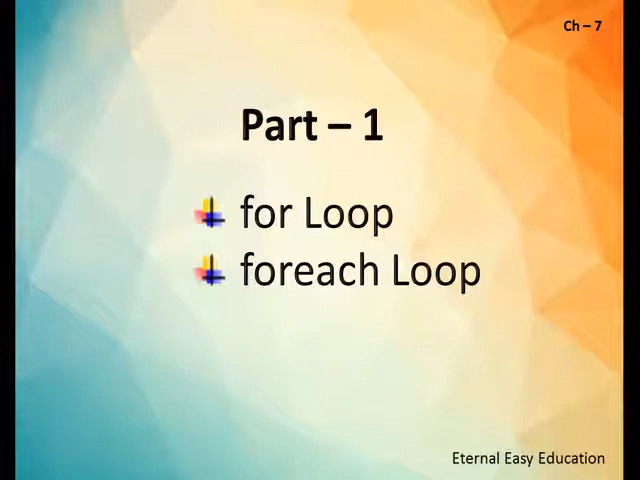 Ch – 7
Part – 1
for Loop
foreach Loop
Eternal Easy Education